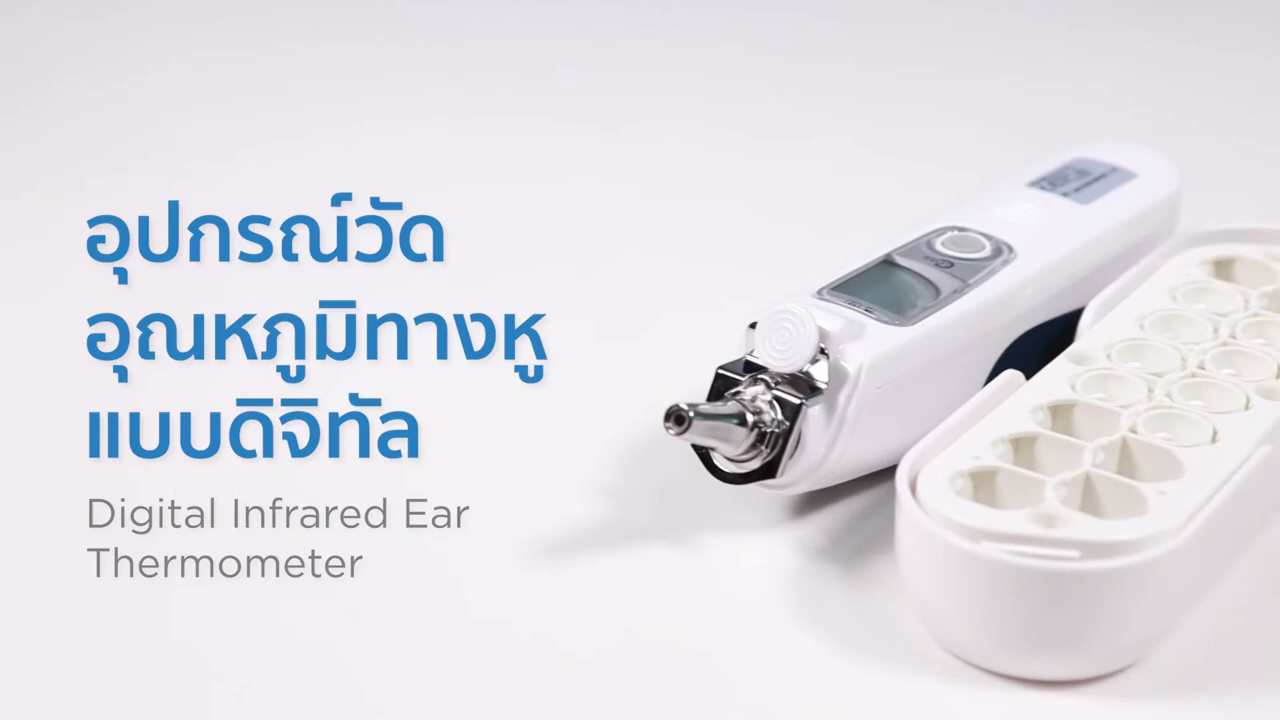 อุปกรณ์วัด
อุณหภูมิทางหู
แบบดิจิทัล
Digital Infrared Ear
Thermometer